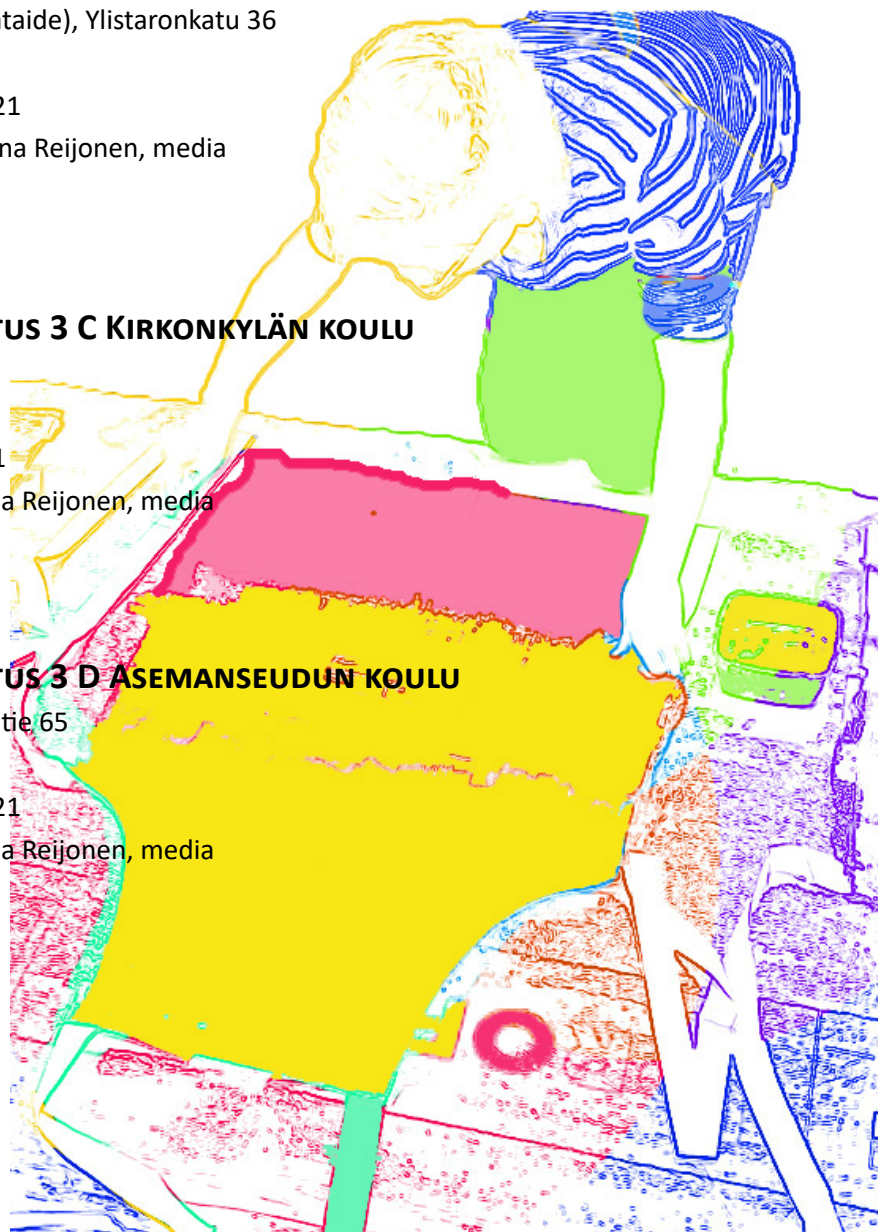 taide), Ylistaronkatu 36
21
na Reijonen, media
TUS 3 C KIRKONKYLÄN KOULU
1
a Reijonen, media
TUS 3 D ASEMANSEUDUN KOULU
tie 65
21
a Reijonen, media